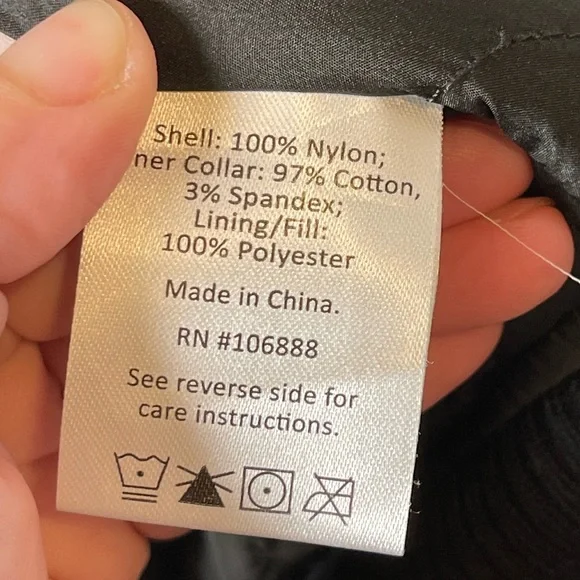 Shell: 100% Nylon;
ner Collar: 97% Cotton,
3% Spandex;
Lining/Fill:
100% Polyester
Made in China.
RN #106888
See reverse side for
care instructions.